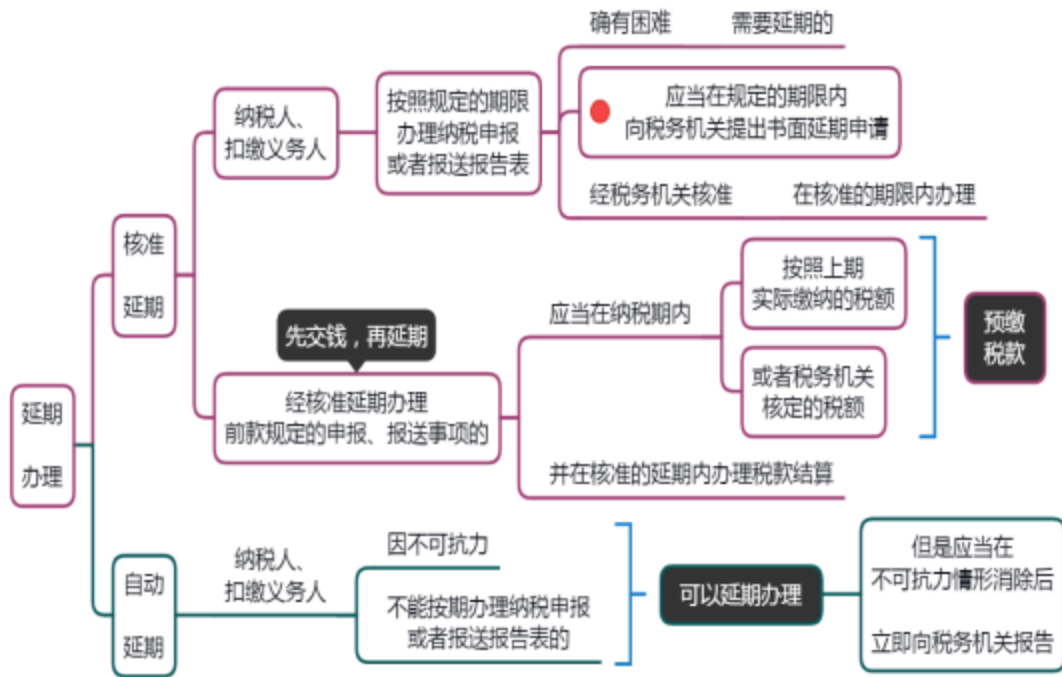 延期
办理
核准
延期
纳税人、
扣缴义务人
按照规定的期限
办理纳税申报
或者报送报告表
确有困难 需要延期的
应当在规定的期限内
向税务机关提出书面延期申请
经税务机关核准 在核准的期限内办理
先交钱，再延期
经核准延期办理
前款规定的申报、报送事项的
应当在纳税期内
按照上期
实际缴纳的税额
或者税务机关
核定的税额
预缴
税款
并在核准的延期内办理税款结算
自动
延期
纳税人、
扣缴义务人
因不可抗力
不能按期办理纳税申报
或者报送报告表的
可以延期办理
但是应当在
不可抗力情形消除后
立即向税务机关报告